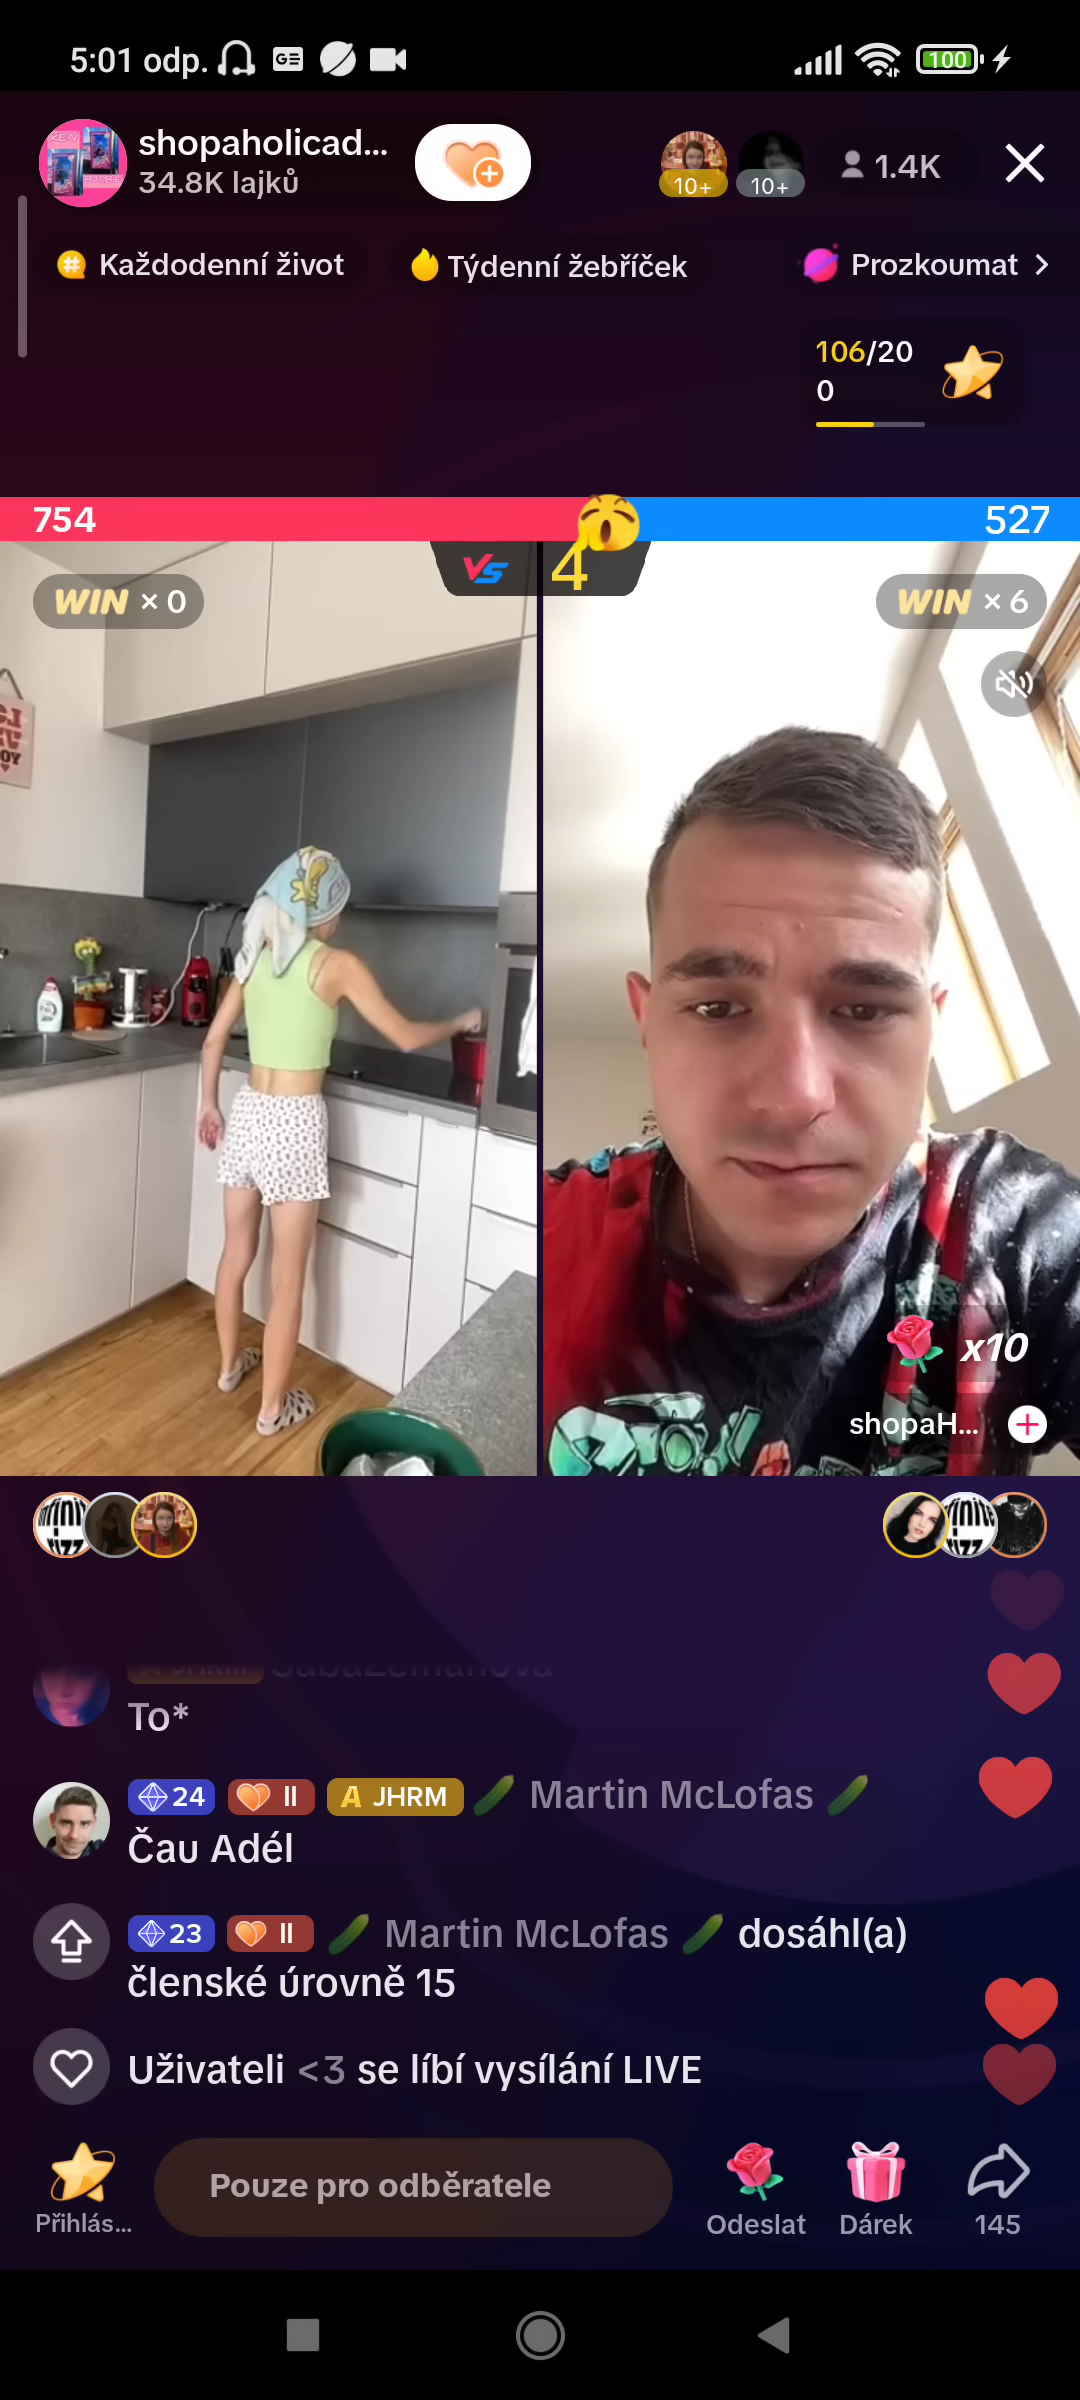 5:01 odp.
GE
100
shopaholicad...
34.8K lajků
10+
10+
1.4K
Každodenní život
Týdenní žebříček
Prozkoumat
106/20
0
754
527
VS
4
WIN × 0
WIN × 6
x10
shopaH...
To*
24 II A JHRM Martin McLofas
Čau Adél
23 II Martin McLofas dosáhl(a)
členské úrovně 15
Uživateli <3 se líbí vysílání LIVE
Přihlás...
Pouze pro odběratele
Odeslat
Dárek
145